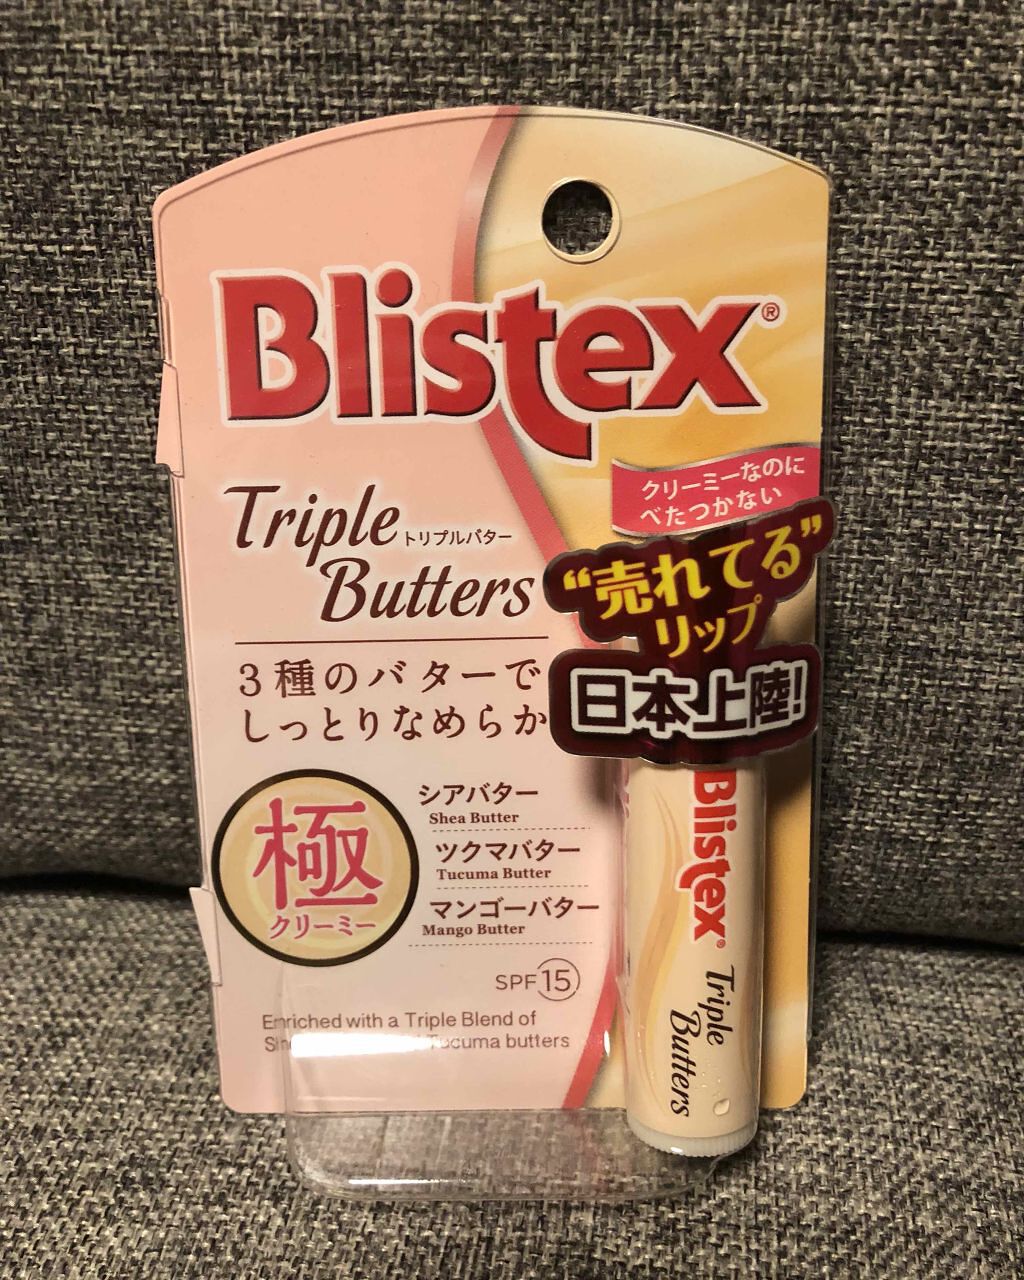 Blistex®
クリーミーなのに
べたつかない
Triple
トリプルバター
Butters
“売れてる”
リップ
日本上陸!
3種のバターで
しっとりなめらか
極
クリーミー
シアバター
Shea Butter
ツクマバター
Tucuma Butter
マンゴーバター
Mango Butter
SPF 15
Enriched with a Triple Blend of
Tucuma butters
Blistex®
Triple
Butters